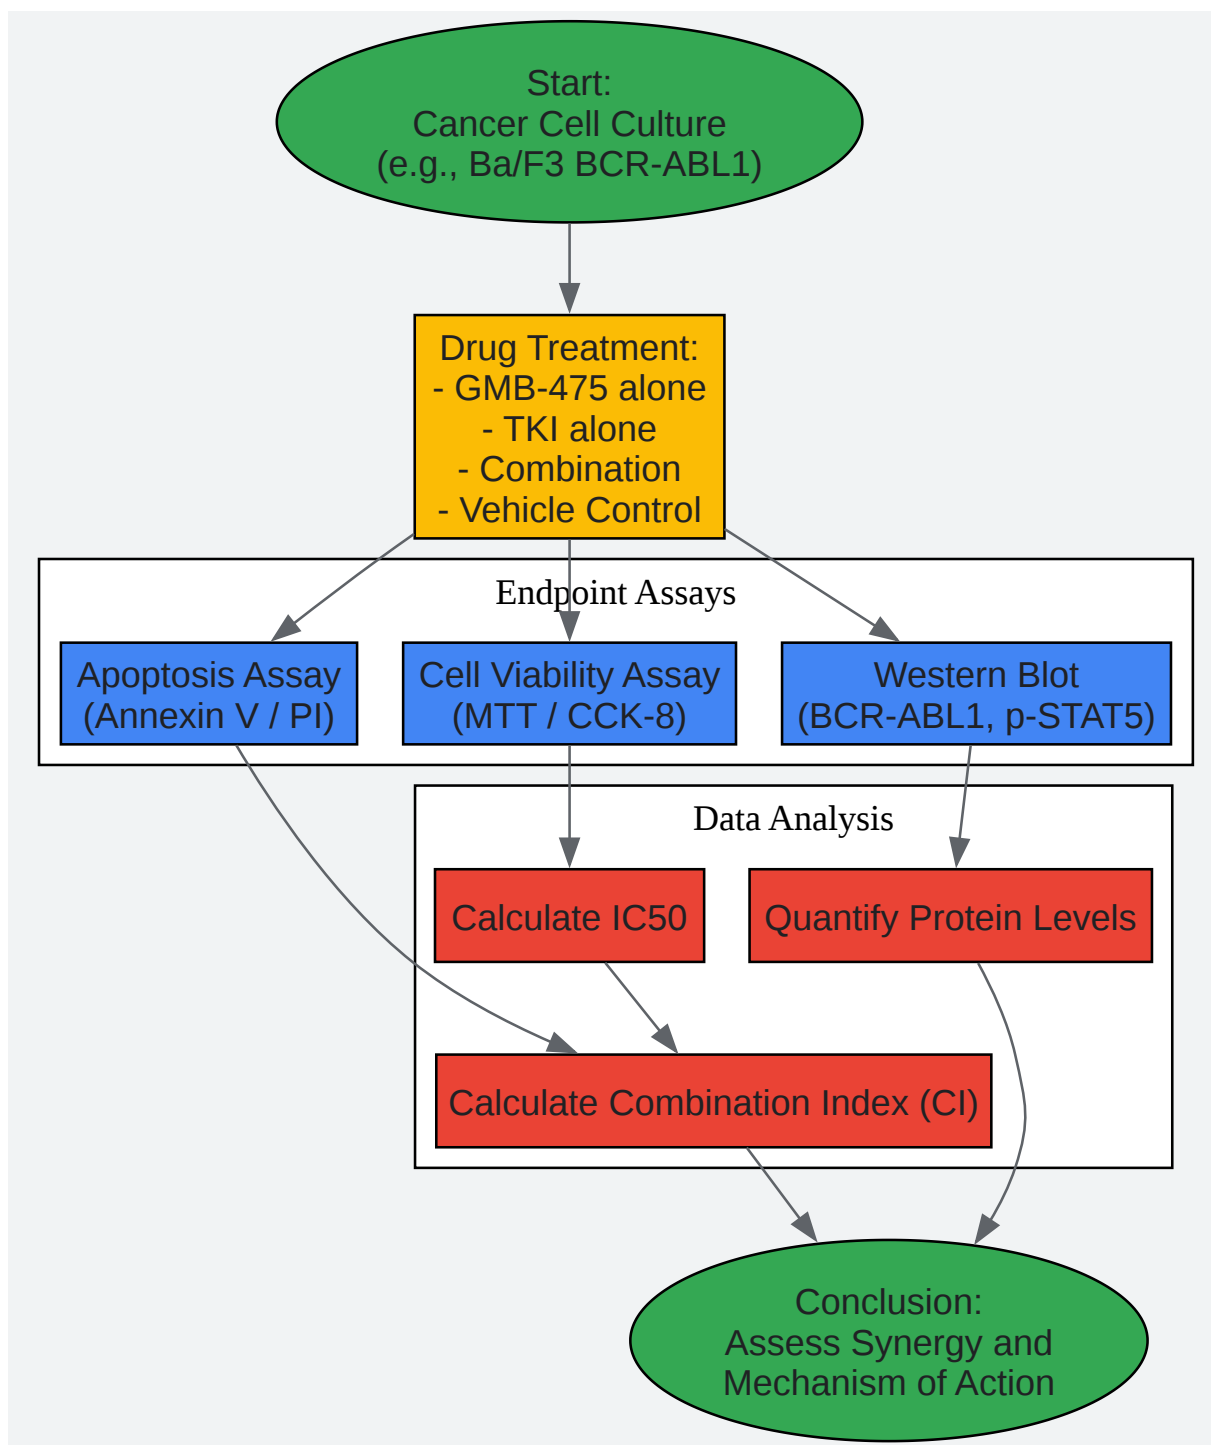 Start:
Cancer Cell Culture
(e.g., Ba/F3 BCR-ABL1)
Drug Treatment:
- GMB-475 alone
- TKI alone
- Combination
- Vehicle Control
Endpoint Assays
Apoptosis Assay
(Annexin V / PI)
Cell Viability Assay
(MTT / CCK-8)
Western Blot
(BCR-ABL1, p-STAT5)
Data Analysis
Calculate IC50
Quantify Protein Levels
Calculate Combination Index (CI)
Conclusion:
Assess Synergy and
Mechanism of Action